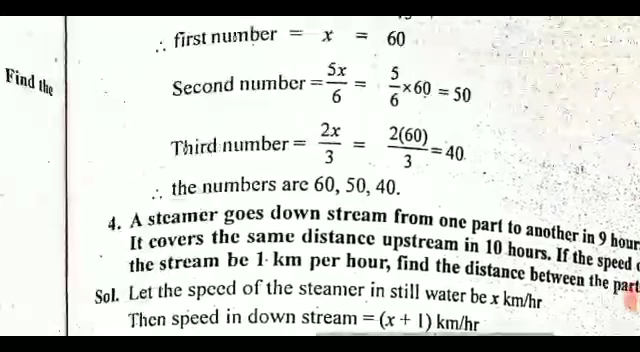 ∴ first number = x = 60
Find the
Second number = 5x/6 = 5/6 ×60 = 50
Third number = 2x/3 = 2(60)/3 = 40.
∴ the numbers are 60, 50, 40.
4. A steamer goes down stream from one part to another in 9 hour
It covers the same distance upstream in 10 hours. If the speed
the stream be 1 km per hour, find the distance between the part
Sol. Let the speed of the steamer in still water be x km/hr
Then speed in down stream = (x + 1) km/hr